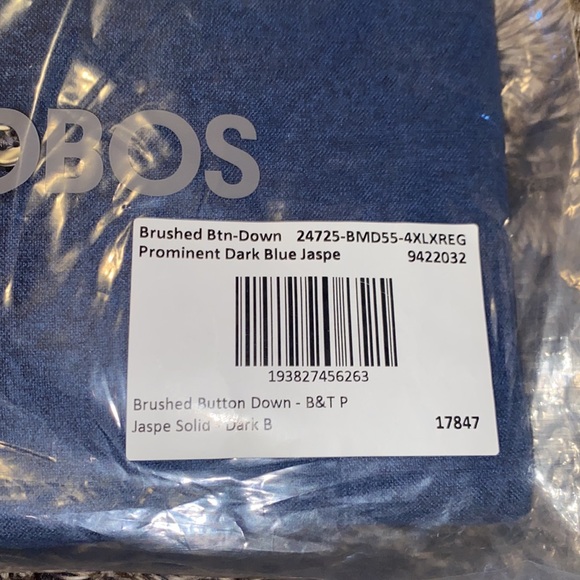 OBOS
Brushed Btn-Down 24725-BMD55-4XLXREG
Prominent Dark Blue Jaspe 9422032
193827456263
Brushed Button Down - B&T P
Jaspe Solid - Dark B 17847